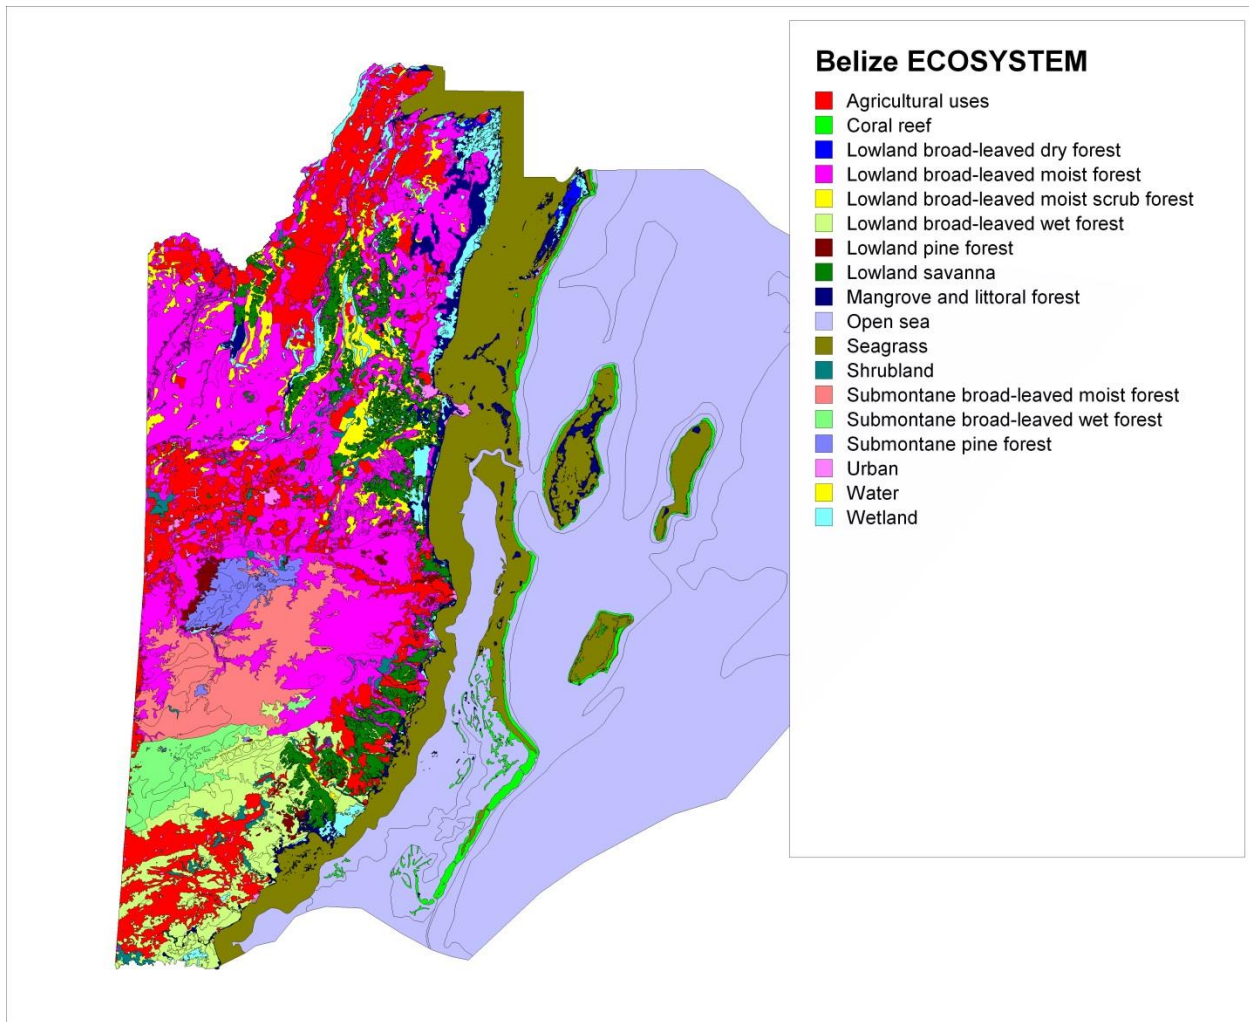 Belize ECOSYSTEM
Agricultural uses
Coral reef
Lowland broad-leaved dry forest
Lowland broad-leaved moist forest
Lowland broad-leaved moist scrub forest
Lowland broad-leaved wet forest
Lowland pine forest
Lowland savanna
Mangrove and littoral forest
Open sea
Seagrass
Shrubland
Submontane broad-leaved moist forest
Submontane broad-leaved wet forest
Submontane pine forest
Urban
Water
Wetland